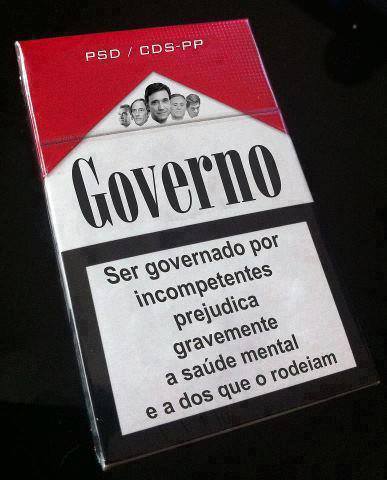 PSD / CDS-PP
Governo
Ser governado por
incompetentes
prejudica
gravemente
a saúde mental
e a dos que o rodeiam